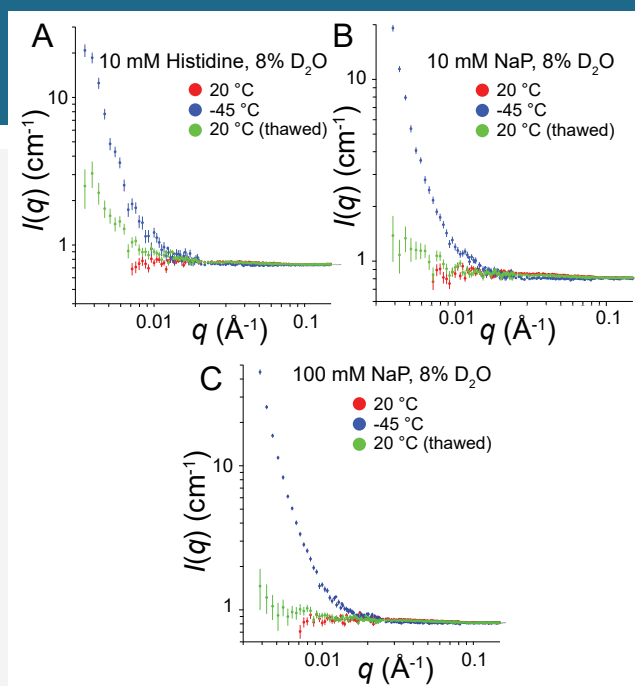 A
10 mM Histidine, 8% D₂O
20 °C
-45 °C
20 °C (thawed)
10
1
I(q) (cm⁻¹)
0.01
0.1
q (Å⁻¹)
B
10 mM NaP, 8% D₂O
20 °C
-45 °C
20 °C (thawed)
10
1
I(q) (cm⁻¹)
0.01
0.1
q (Å⁻¹)
C
100 mM NaP, 8% D₂O
20 °C
-45 °C
20 °C (thawed)
10
1
I(q) (cm⁻¹)
0.01
0.1
q (Å⁻¹)